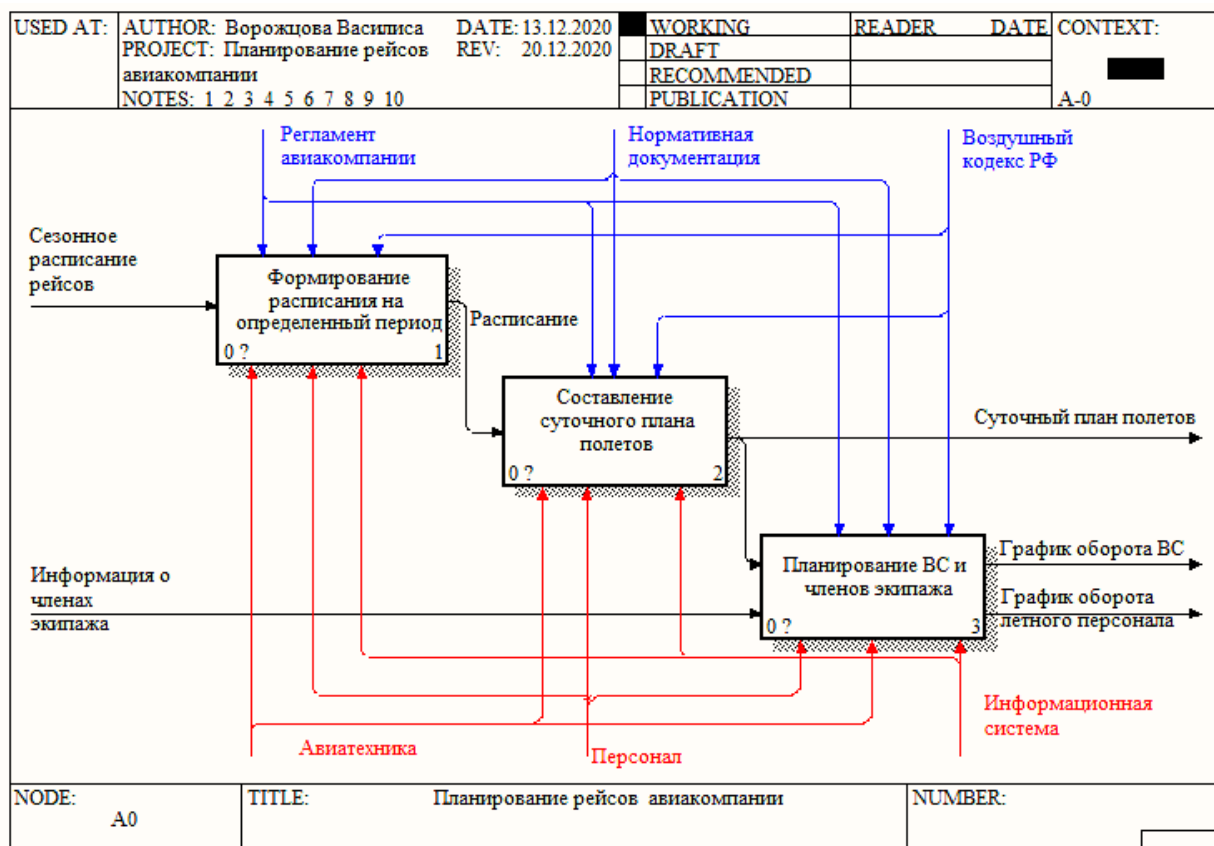 USED AT:
AUTHOR: Ворожцова Василиса
DATE: 13.12.2020
PROJECT: Планирование рейсов
авиакомпании
REV: 20.12.2020
NOTES: 1 2 3 4 5 6 7 8 9 10
WORKING
DRAFT
RECOMMENDED
PUBLICATION
READER
DATE
CONTEXT:
A-0
Регламент
авиакомпании
Нормативная
документация
Воздушный
кодекс РФ
Сезонное
расписание
рейсов
Формирование
расписания на
определенный период
0 ?
1
Расписание
Составление
суточного плана
полетов
0 ?
2
Суточный план полетов
Информация о
членах
экипажа
Планирование ВС и
членов экипажа
0 ?
3
График оборота ВС
График оборота
летного персонала
Авиатехника
Персонал
Информационная
система
NODE:
A0
TITLE:
Планирование рейсов авиакомпании
NUMBER: